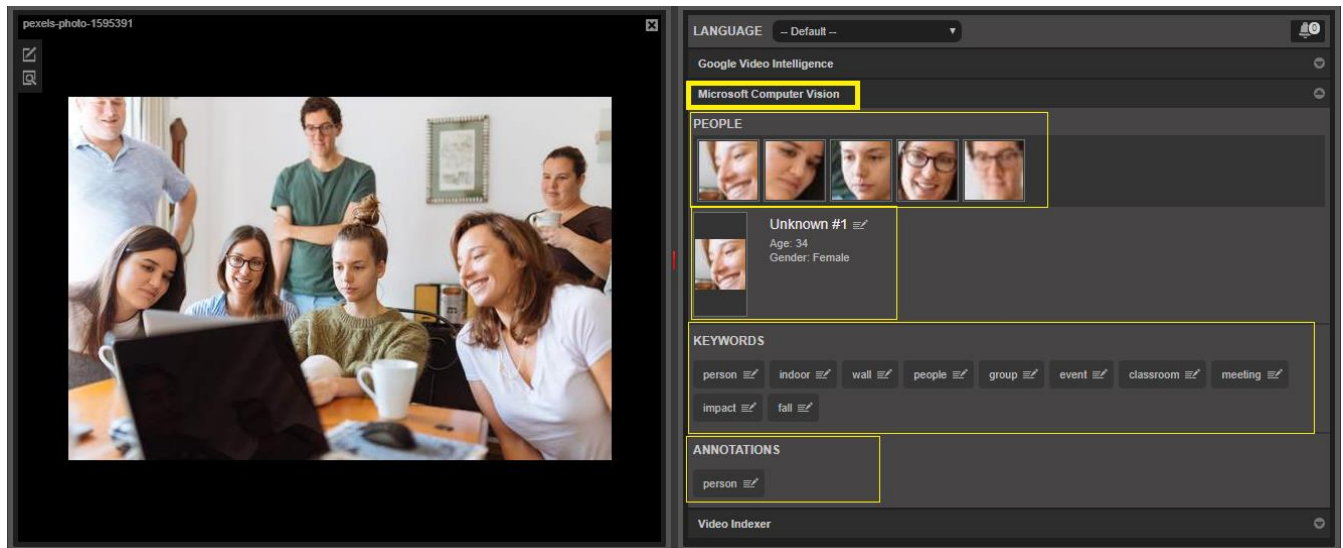 pexels-photo-1595391
LANGUAGE -- Default --
0
Google Video Intelligence
Microsoft Computer Vision
PEOPLE
Unknown #1
Age: 34
Gender: Female
KEYWORDS
person indoor wall people group event classroom meeting
impact fall
ANNOTATIONS
person
Video Indexer